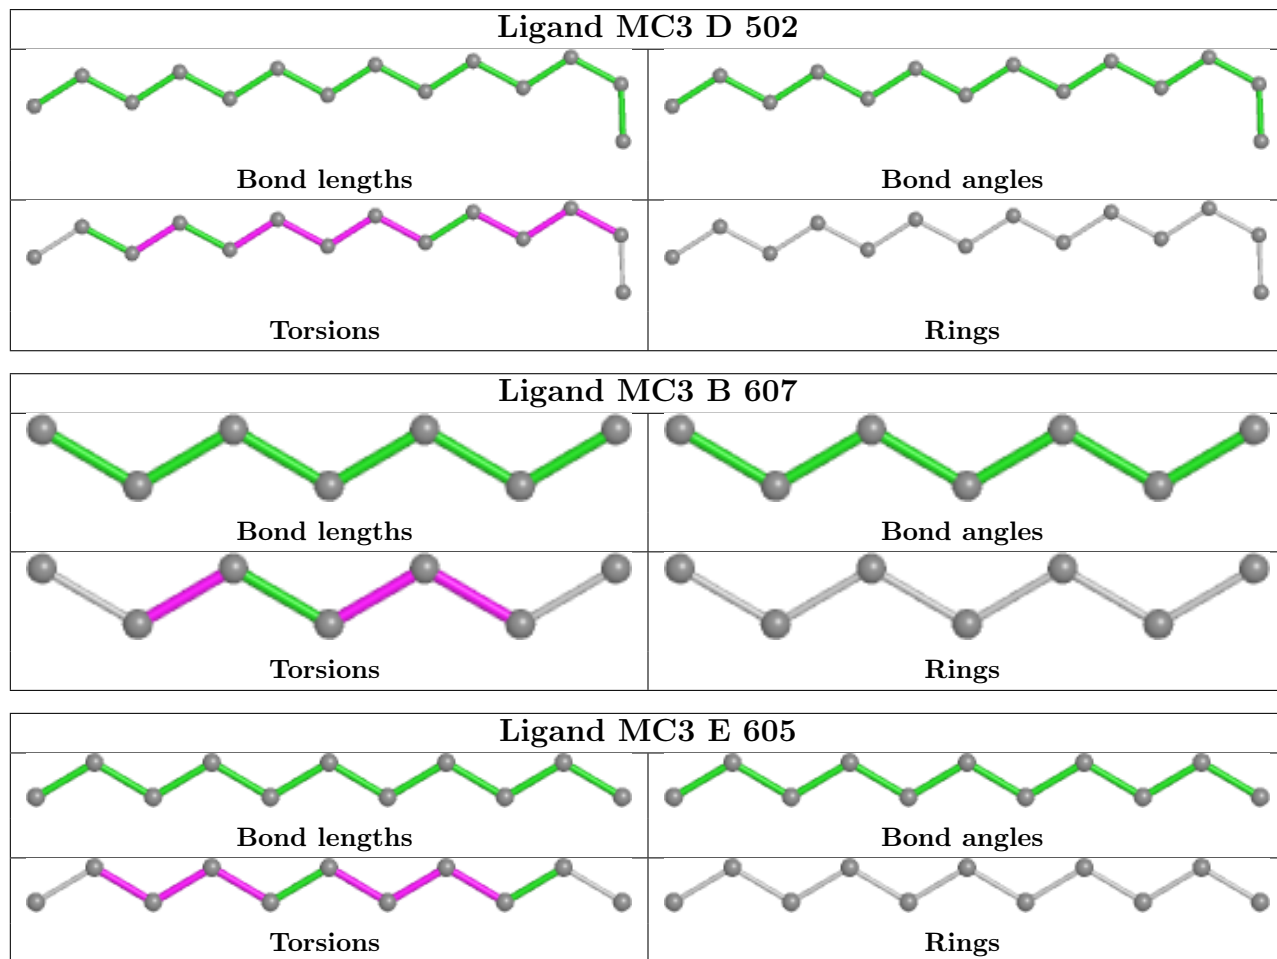 Ligand MC3 D 502
Bond lengths Bond angles
Torsions Rings
Ligand MC3 B 607
Bond lengths Bond angles
Torsions Rings
Ligand MC3 E 605
Bond lengths Bond angles
Torsions Rings